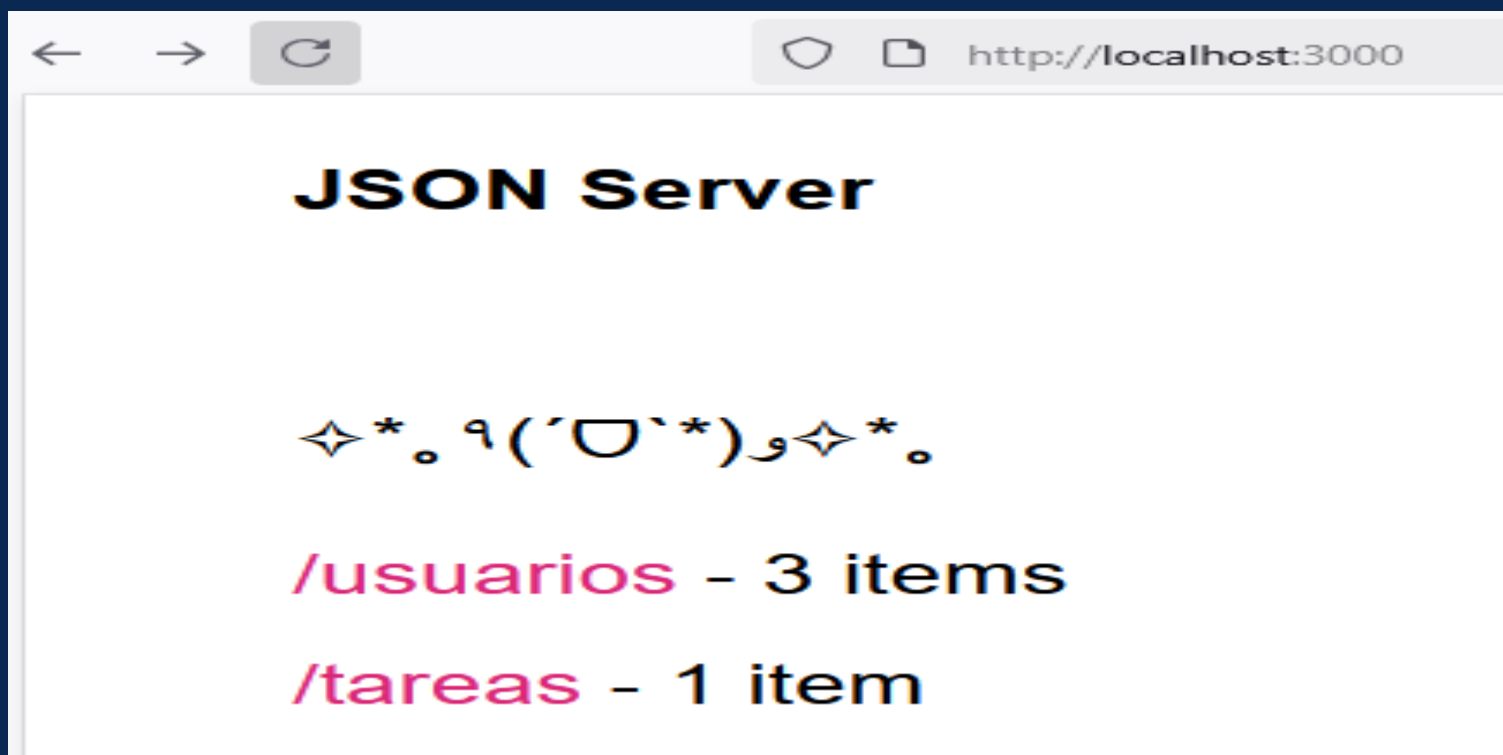 http://localhost:3000
JSON Server
✧*。٩(ˊᗜˋ*)و✧*。
/usuarios - 3 items
/tareas - 1 item